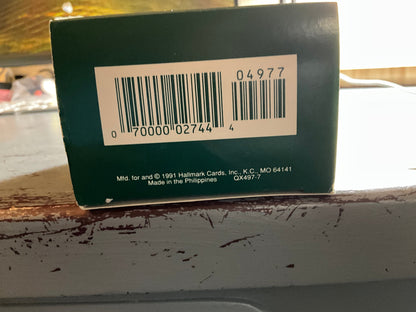 04977
0 70000 02744 4
Mfd. for and © 1991 Hallmark Cards, Inc., K.C., MO 64141
Made in the Philippines QX497-7